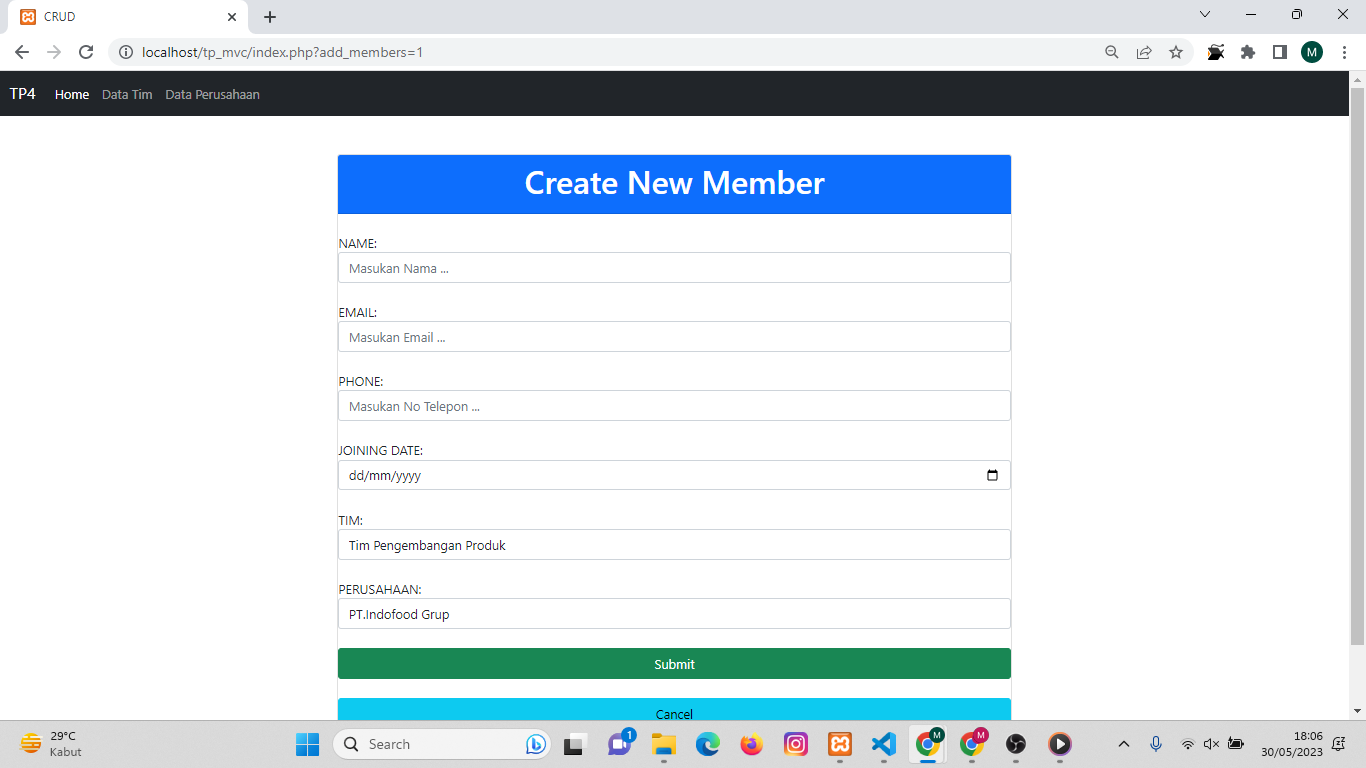 CRUD
localhost/tp_mvc/index.php?add_members=1
M
TP4 Home Data Tim Data Perusahaan
Create New Member
NAME:
Masukan Nama ...
EMAIL:
Masukan Email ...
PHONE:
Masukan No Telepon ...
JOINING DATE:
dd/mm/yyyy
TIM:
Tim Pengembangan Produk
PERUSAHAAN:
PT.Indofood Grup
Submit
Cancel
29°C
Kabut
Search
1
M
M
18:06
30/05/2023